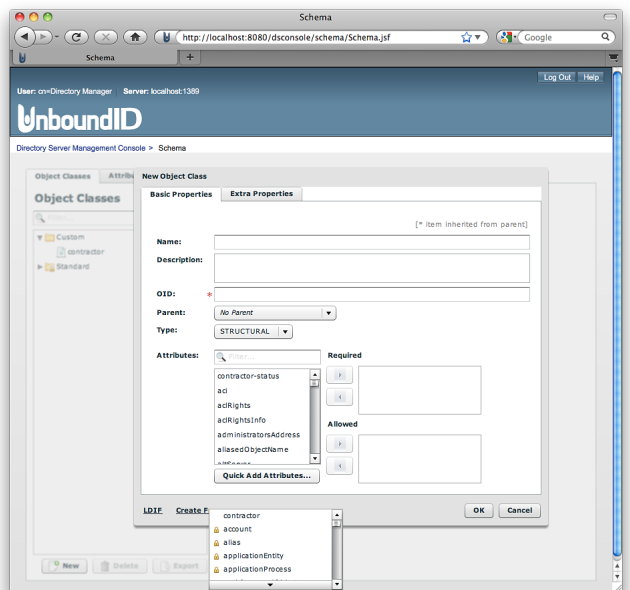 Schema
http://localhost:8080/dsconsole/schema/Schema.jsf
Google
Schema
Log Out Help
User: cn=Directory Manager Server: localhost:1389
UnboundID
Directory Server Management Console > Schema
Object Classes
Object Classes
Filter...
Custom
contractor
Standard
New Object Class
Basic Properties Extra Properties
[* item inherited from parent]
Name:
Description:
OID: *
Parent: No Parent
Type: STRUCTURAL
Attributes: Filter... Required
contractor-status
aci
aclRights
aclRightsInfo
administratorsAddress Allowed
aliasedObjectName
Quick Add Attributes...
LDIF Create OK Cancel
contractor
account
alias
applicationEntity
applicationProcess
New Delete Export